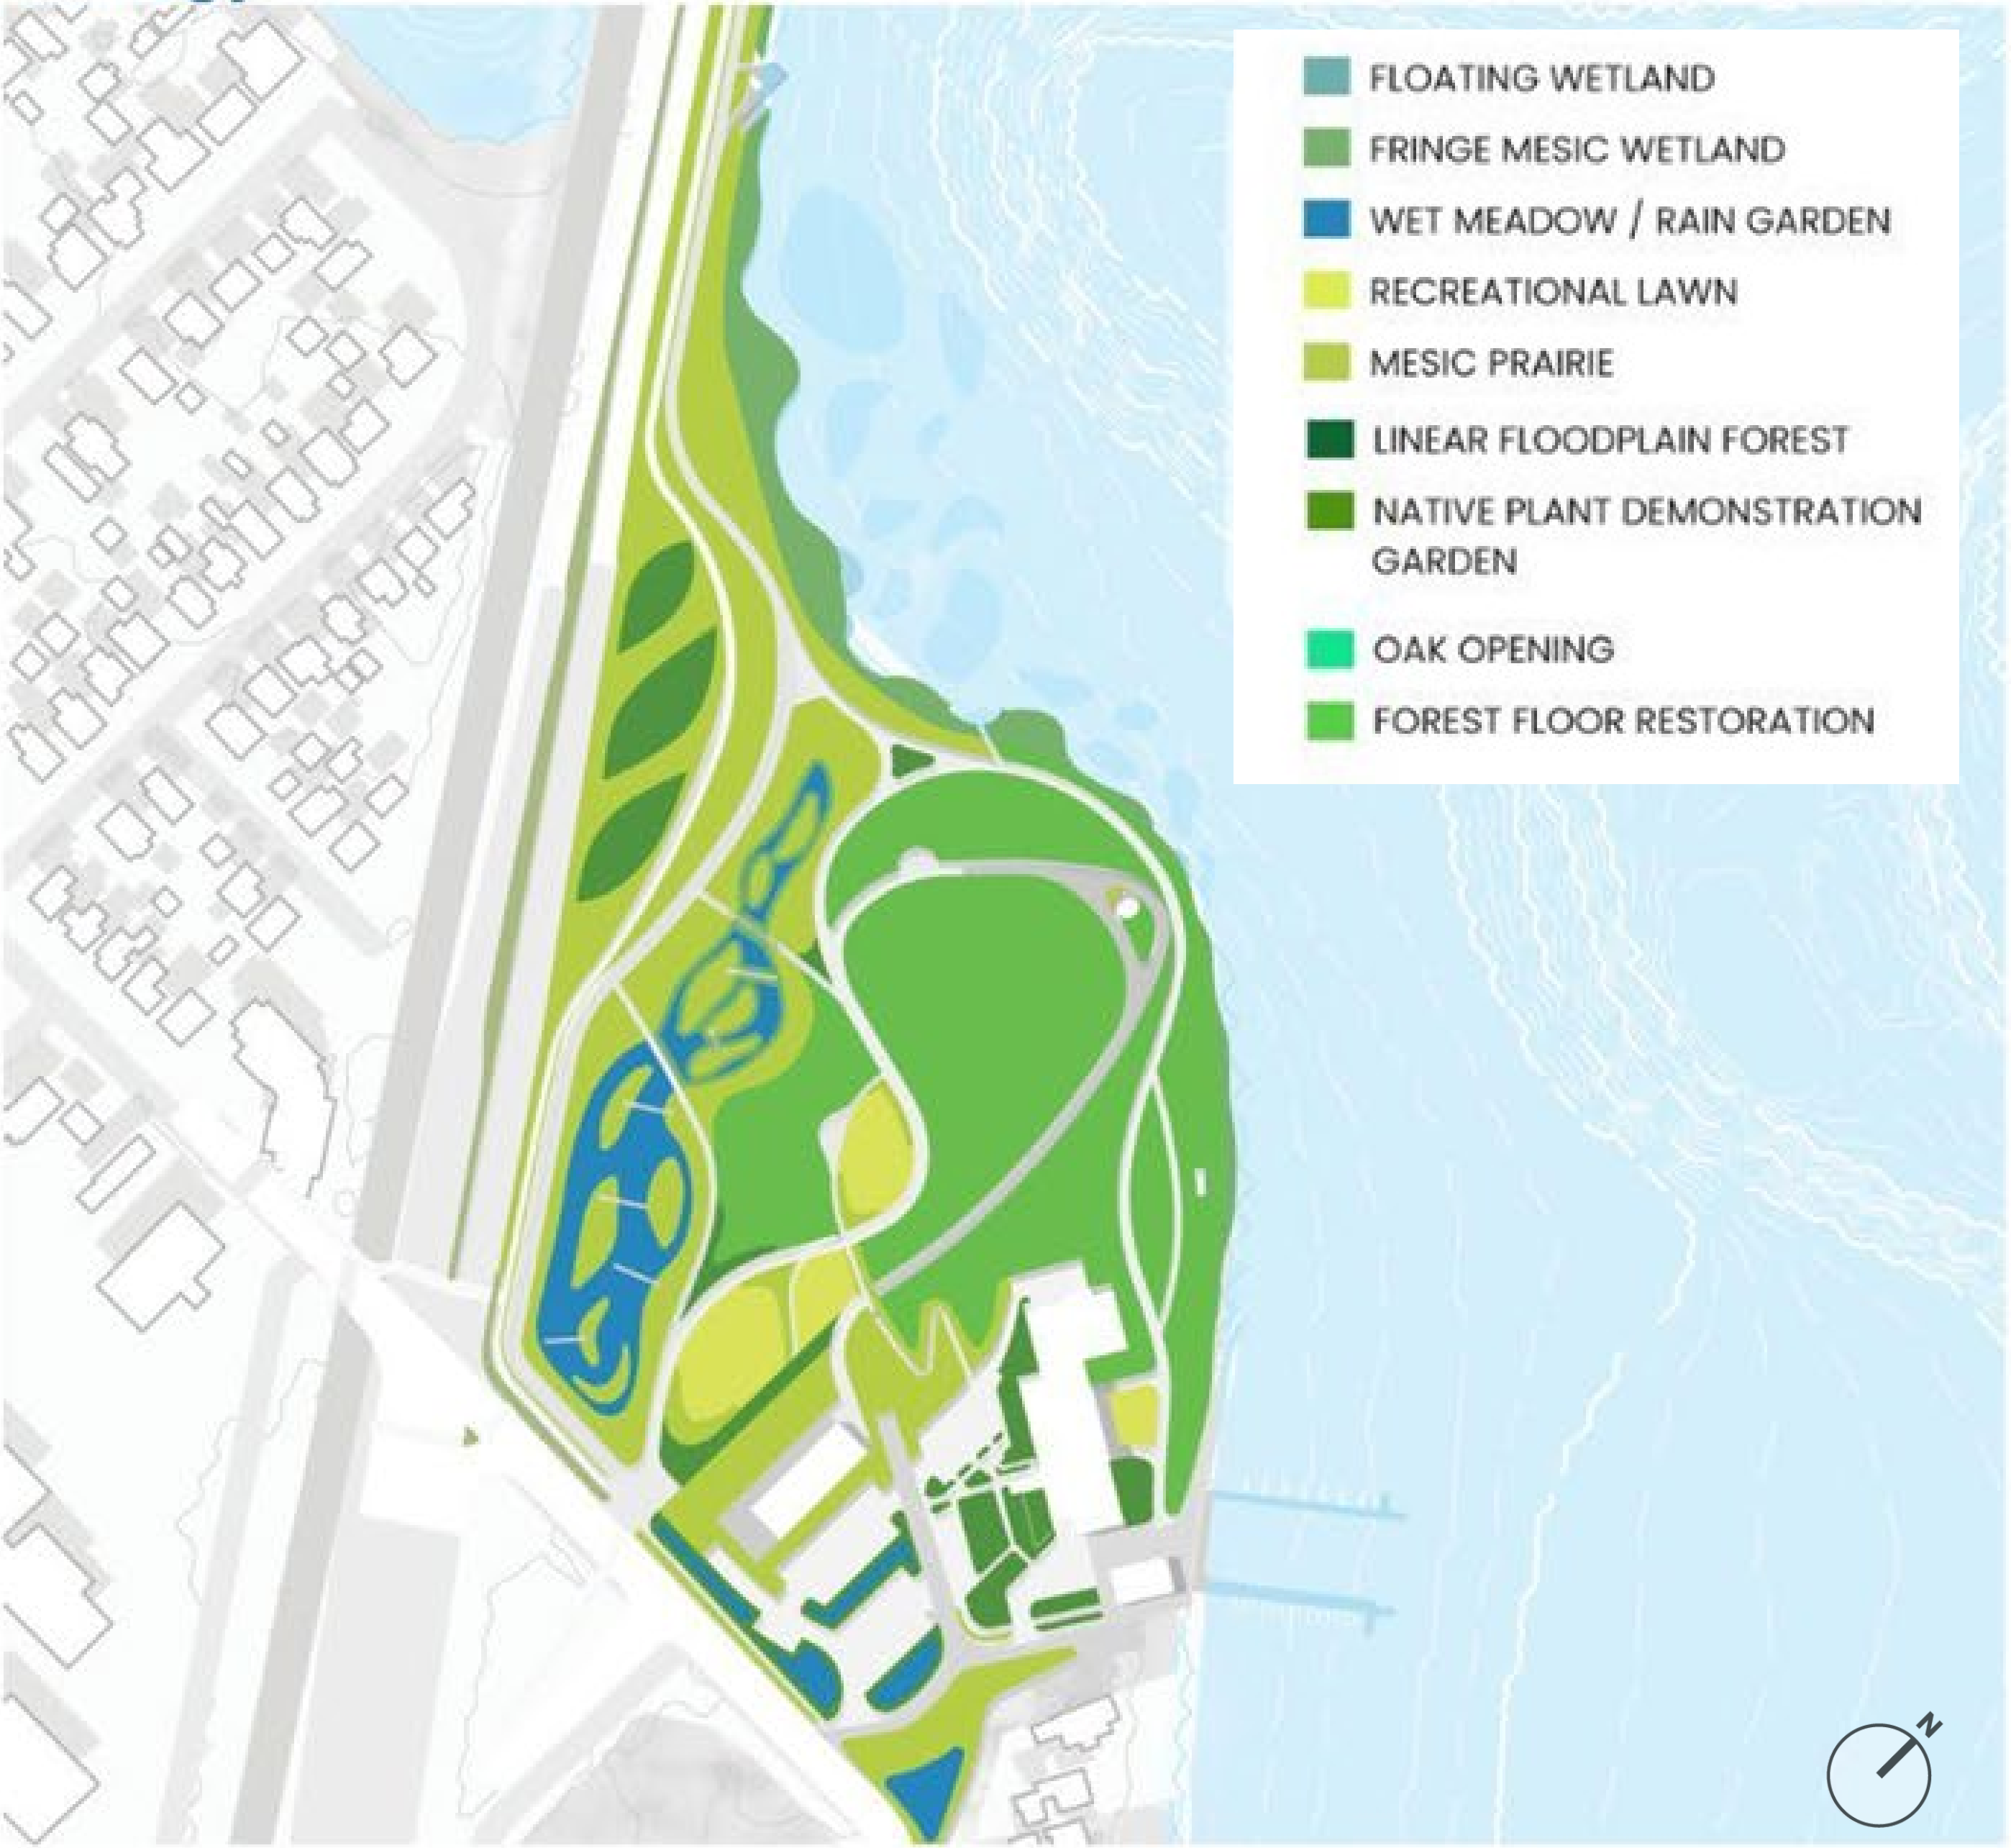 FLOATING WETLAND
FRINGE MESIC WETLAND
WET MEADOW / RAIN GARDEN
RECREATIONAL LAWN
MESIC PRAIRIE
LINEAR FLOODPLAIN FOREST
NATIVE PLANT DEMONSTRATION
GARDEN
OAK OPENING
FOREST FLOOR RESTORATION
N